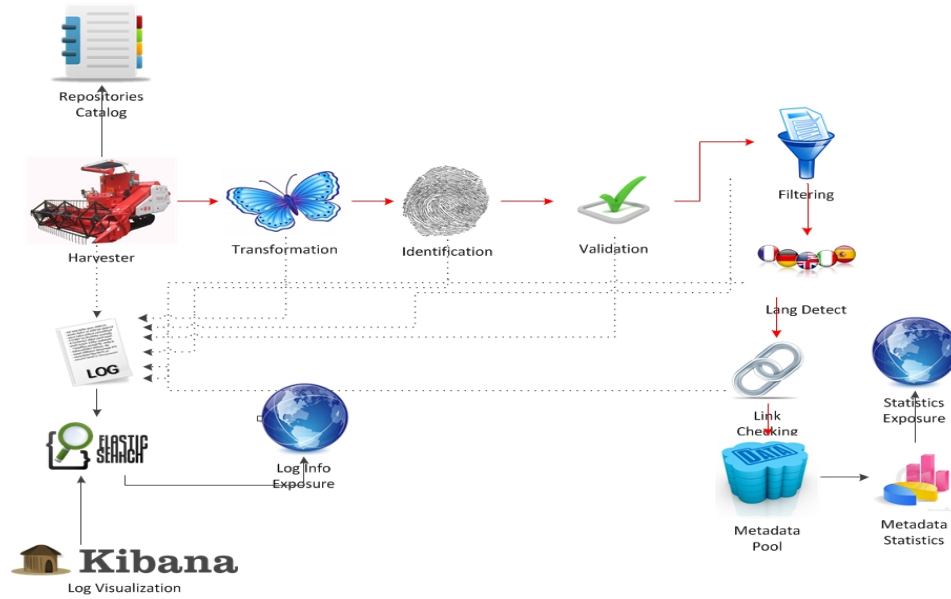 Repositories
Catalog
Harvester
Transformation
Identification
Validation
Filtering
Lang Detect
LOG
Link
Checking
Statistics
Exposure
ELASTIC
SEARCH
Log Info
Exposure
DATA
Metadata
Pool
Metadata
Statistics
Kibana
Log Visualization